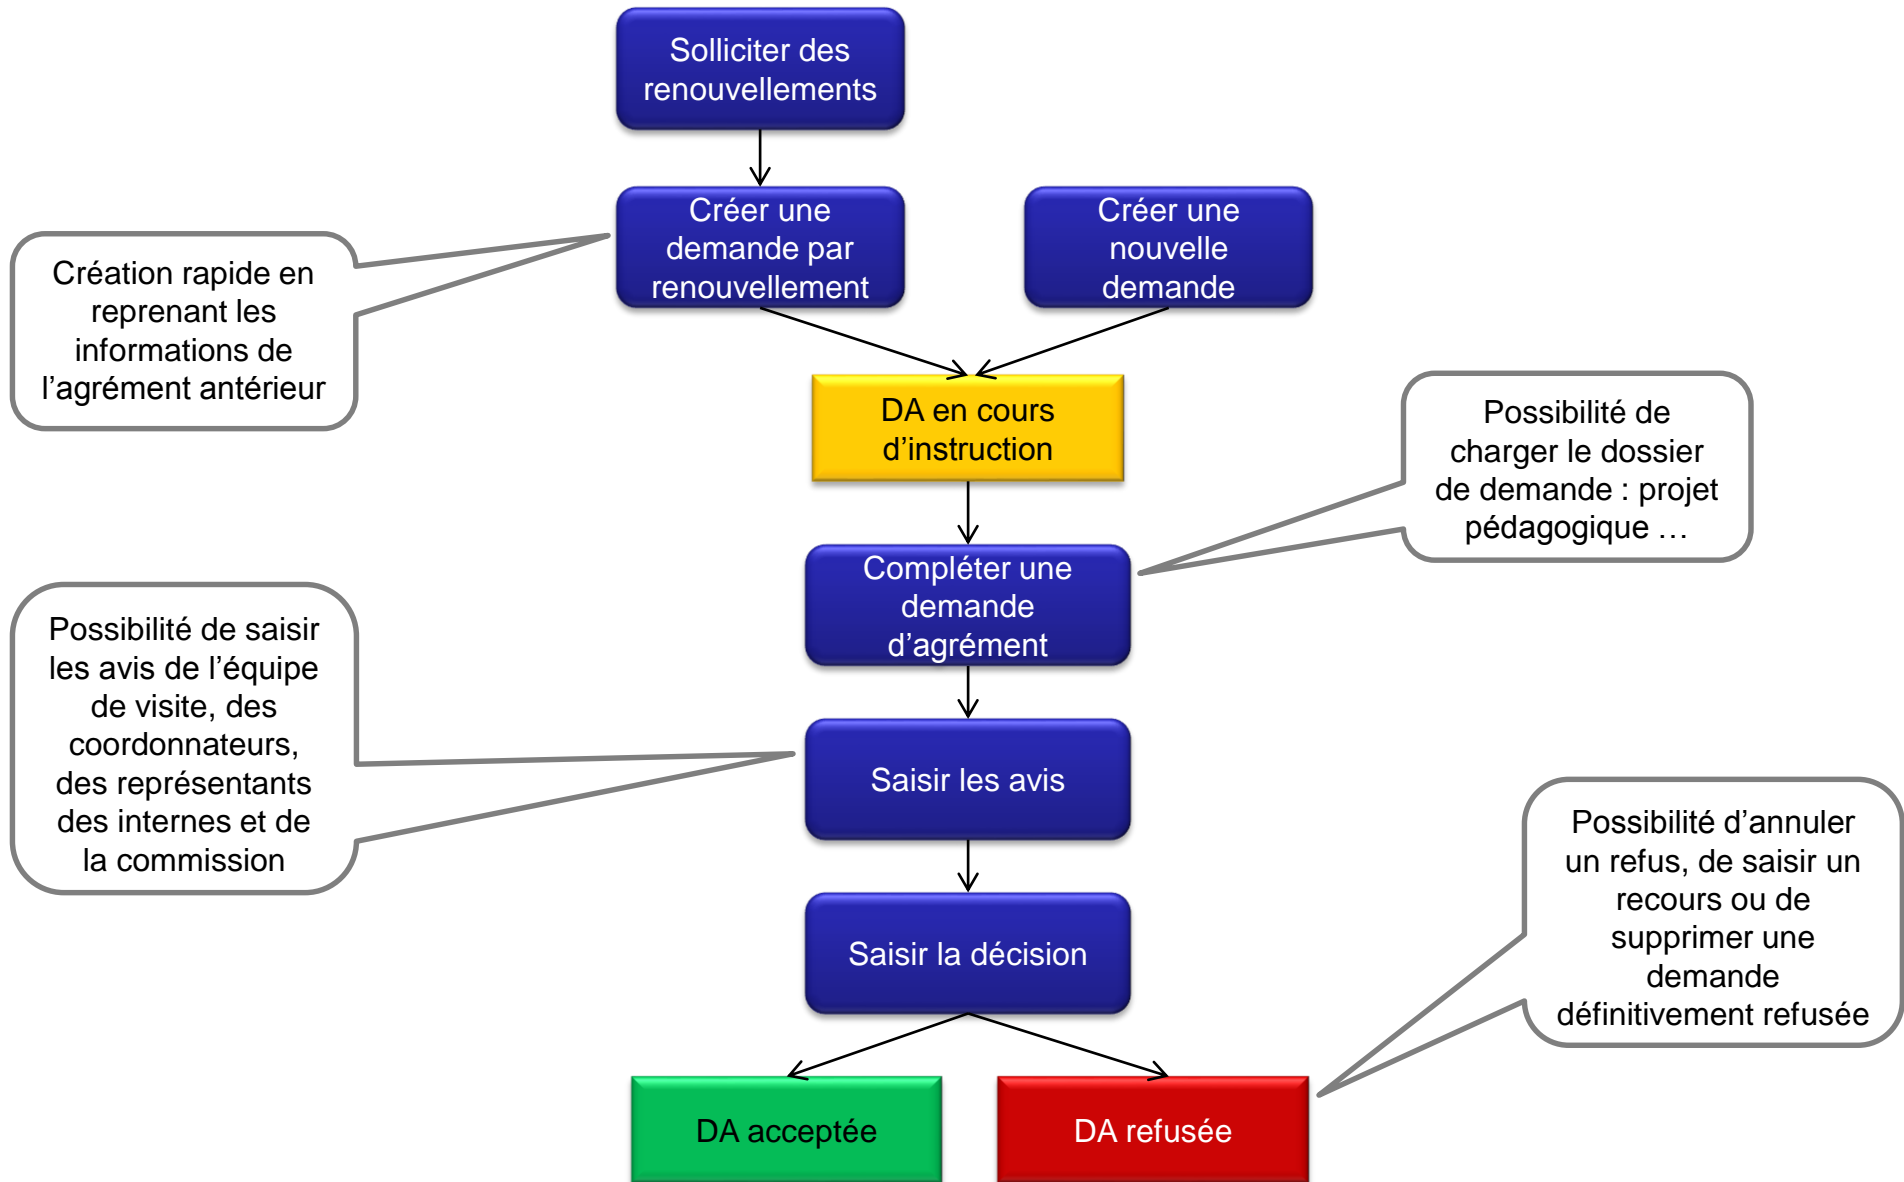 Solliciter des
renouvellements
Créer une
demande par
renouvellement
Créer une
nouvelle
demande
Création rapide en
reprenant les
informations de
l’agrément antérieur
DA en cours
d’instruction
Possibilité de
charger le dossier
de demande : projet
pédagogique …
Compléter une
demande
d’agrément
Possibilité de saisir
les avis de l’équipe
de visite, des
coordonnateurs,
des représentants
des internes et de
la commission
Saisir les avis
Possibilité d’annuler
un refus, de saisir un
recours ou de
supprimer une
demande
définitivement refusée
Saisir la décision
DA acceptée
DA refusée